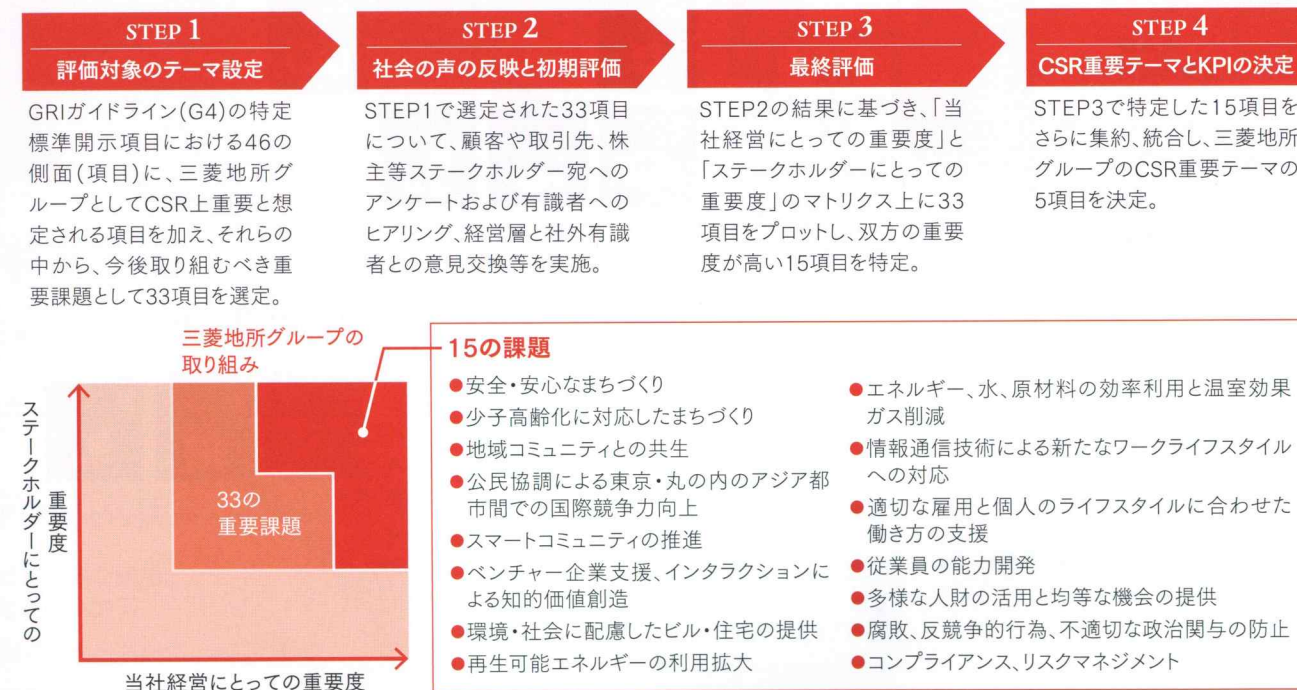 STEP 1
評価対象のテーマ設定
GRIガイドライン(G4)の特定
標準開示項目における46の
側面(項目)に、三菱地所グ
ループとしてCSR上重要と想
定される項目を加え、それらの
中から、今後取り組むべき重
要課題として33項目を選定。
STEP 2
社会の声の反映と初期評価
STEP1で選定された33項目
について、顧客や取引先、株
主等ステークホルダー宛への
アンケートおよび有識者への
ヒアリング、経営層と社外有識
者との意見交換等を実施。
STEP 3
最終評価
STEP2の結果に基づき、「当
社経営にとっての重要度」と
「ステークホルダーにとっての
重要度」のマトリクス上に33
項目をプロットし、双方の重要
度が高い15項目を特定。
STEP 4
CSR重要テーマとKPIの決定
STEP3で特定した15項目を
さらに集約、統合し、三菱地所
グループのCSR重要テーマの
5項目を決定。
三菱地所グループの
取り組み
ステークホルダーにとっての
重要度
33の
重要課題
当社経営にとっての重要度
15の課題
●安全・安心なまちづくり
●少子高齢化に対応したまちづくり
●地域コミュニティとの共生
●公民協調による東京・丸の内のアジア都
市間での国際競争力向上
●スマートコミュニティの推進
●ベンチャー企業支援、インタラクションに
よる知的価値創造
●環境・社会に配慮したビル・住宅の提供
●再生可能エネルギーの利用拡大
●エネルギー、水、原材料の効率利用と温室効果
ガス削減
●情報通信技術による新たなワークライフスタイル
への対応
●適切な雇用と個人のライフスタイルに合わせた
働き方の支援
●従業員の能力開発
●多様な人財の活用と均等な機会の提供
●腐敗、反競争的行為、不適切な政治関与の防止
●コンプライアンス、リスクマネジメント